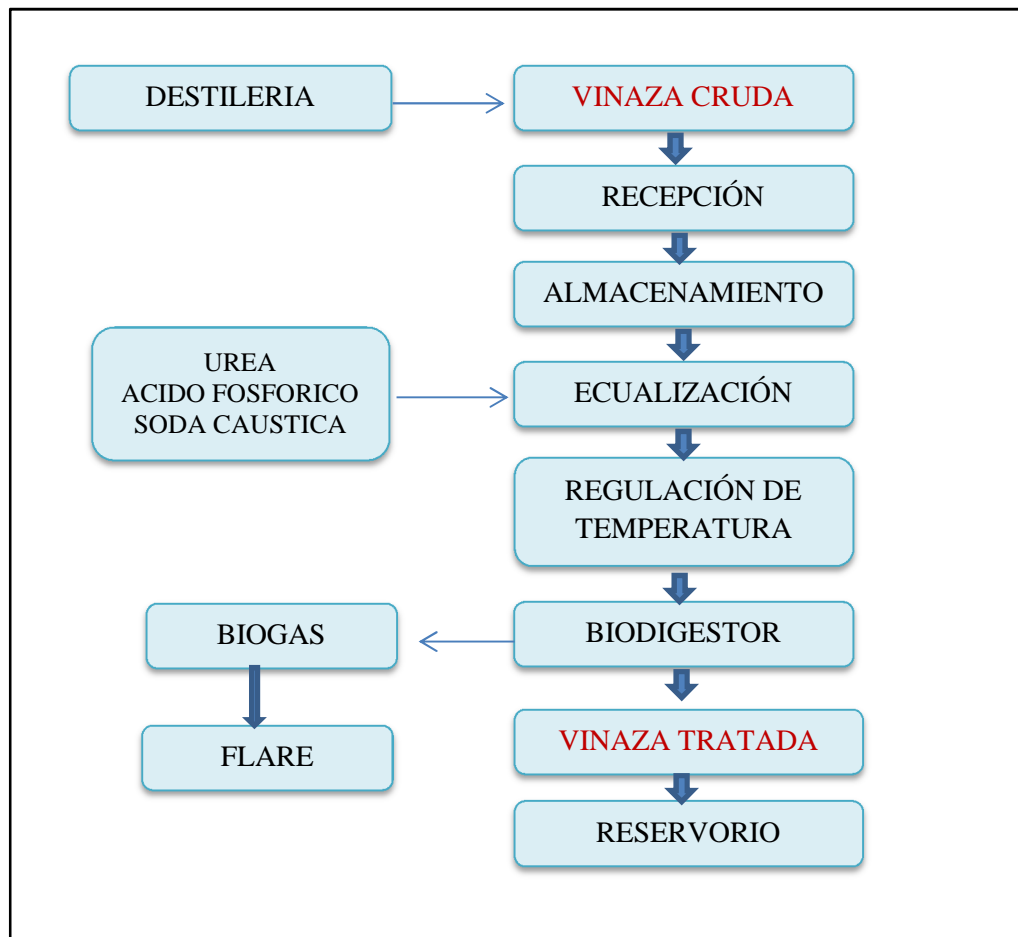 DESTILERIA
VINAZA CRUDA
RECEPCIÓN
ALMACENAMIENTO
UREA
ACIDO FOSFORICO
SODA CAUSTICA
ECUALIZACIÓN
REGULACIÓN DE
TEMPERATURA
BIOGAS
BIODIGESTOR
FLARE
VINAZA TRATADA
RESERVORIO